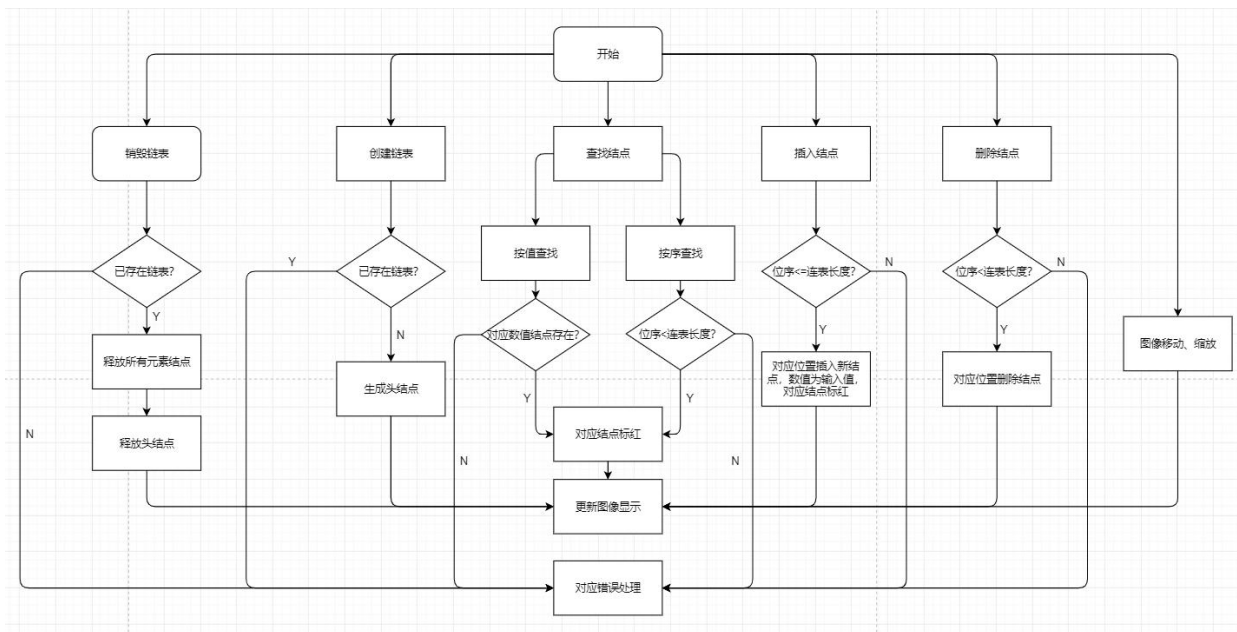 开始
销毁链表
创建链表
查找结点
插入结点
删除结点
按值查找
按序查找
已存在链表?
Y
已存在链表?
位序<=连表长度?
N
位序<连表长度?
N
Y
N
对应数值结点存在?
位序<连表长度?
Y
Y
图像移动、缩放
释放所有元素结点
生成头结点
对应位置插入新结
点，数值为输入值，
对应结点标红
对应位置删除结点
Y
Y
N
释放头结点
对应结点标红
N
N
更新图像显示
对应错误处理